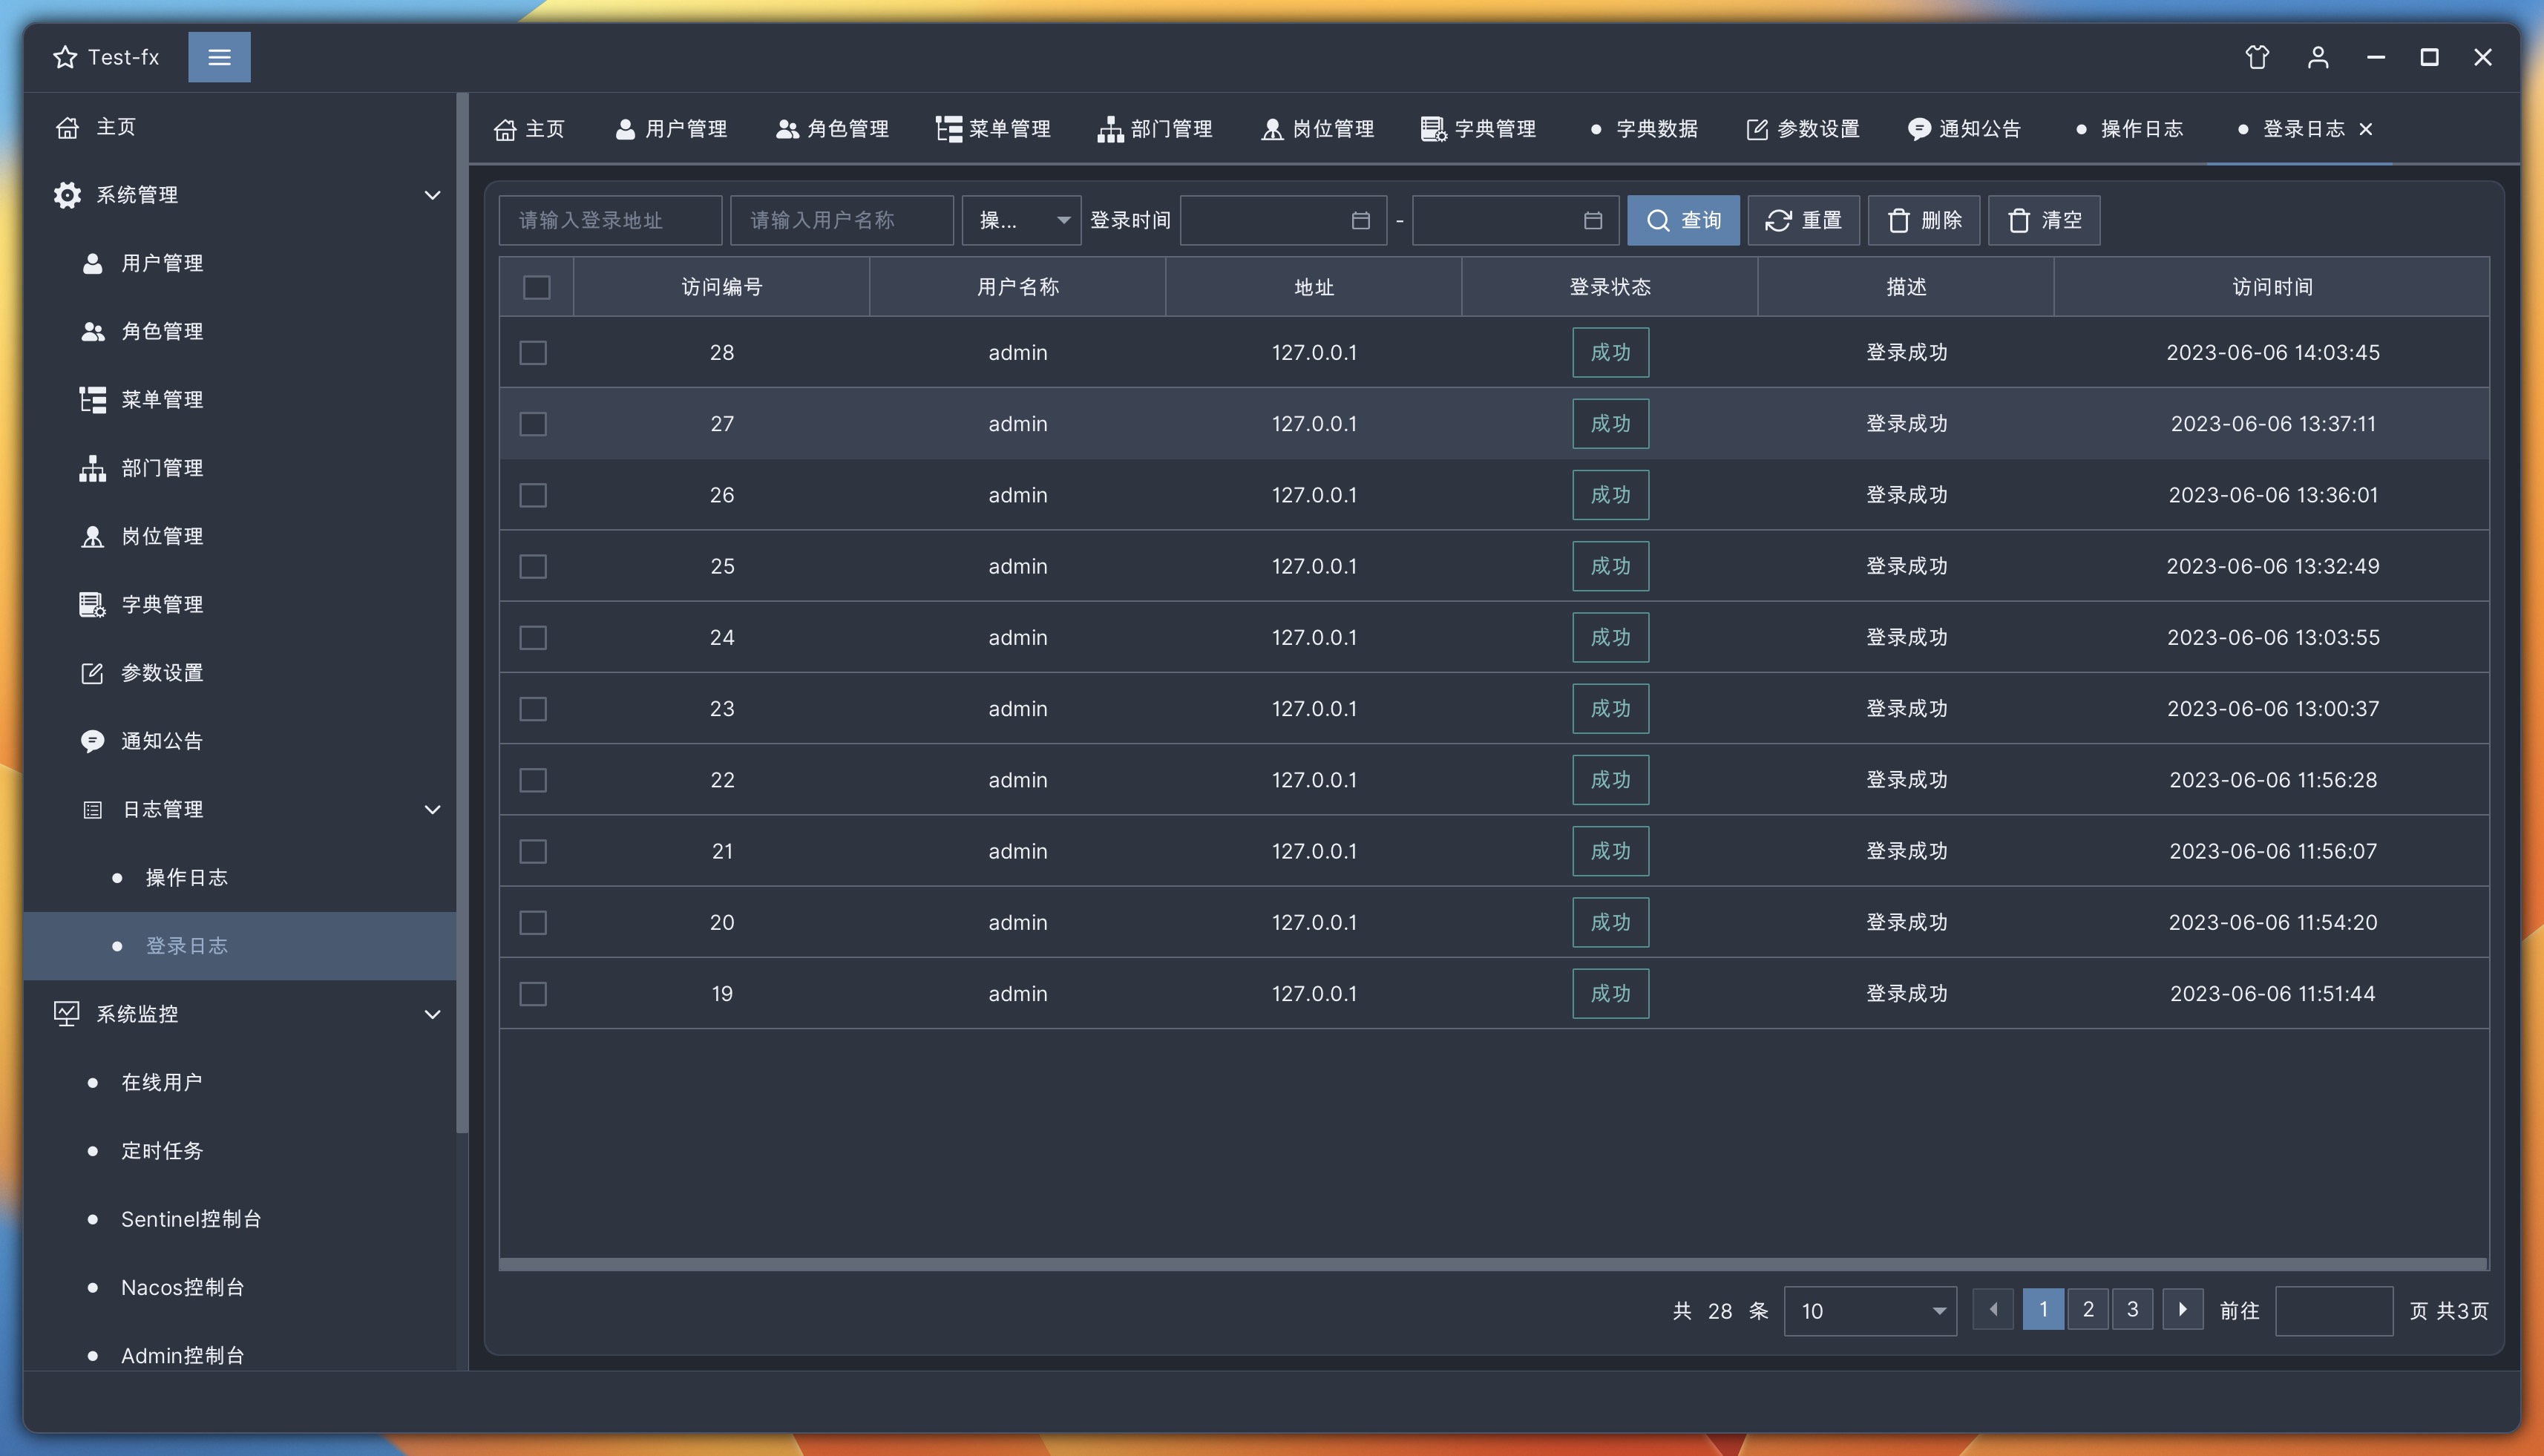 Test-fx
主页
系统管理
用户管理
角色管理
菜单管理
部门管理
岗位管理
字典管理
参数设置
通知公告
日志管理
操作日志
登录日志
系统监控
在线用户
定时任务
Sentinel控制台
Nacos控制台
Admin控制台
主页 用户管理 角色管理 菜单管理 部门管理 岗位管理 字典管理 字典数据 参数设置 通知公告 操作日志 登录日志
请输入登录地址 请输入用户名称 操... 登录时间 - 查询 重置 删除 清空
访问编号 用户名称 地址 登录状态 描述 访问时间
28 admin 127.0.0.1 成功 登录成功 2023-06-06 14:03:45
27 admin 127.0.0.1 成功 登录成功 2023-06-06 13:37:11
26 admin 127.0.0.1 成功 登录成功 2023-06-06 13:36:01
25 admin 127.0.0.1 成功 登录成功 2023-06-06 13:32:49
24 admin 127.0.0.1 成功 登录成功 2023-06-06 13:03:55
23 admin 127.0.0.1 成功 登录成功 2023-06-06 13:00:37
22 admin 127.0.0.1 成功 登录成功 2023-06-06 11:56:28
21 admin 127.0.0.1 成功 登录成功 2023-06-06 11:56:07
20 admin 127.0.0.1 成功 登录成功 2023-06-06 11:54:20
19 admin 127.0.0.1 成功 登录成功 2023-06-06 11:51:44
共 28 条 10 1 2 3 前往 页 共3页